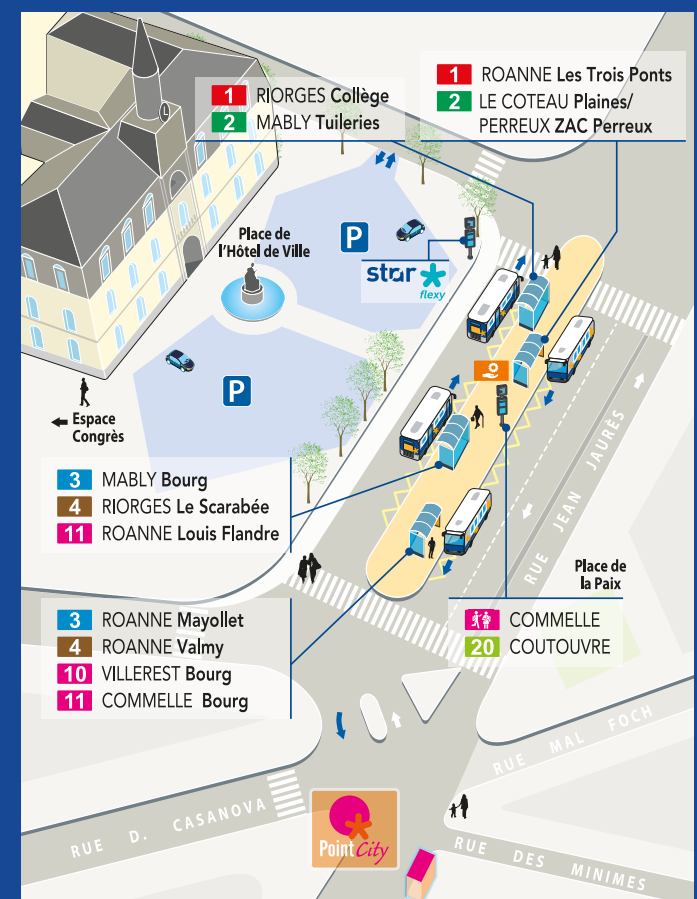 1 RIORGES Collège
2 MABLY Tuileries
1 ROANNE Les Trois Ponts
2 LE COTEAU Plaines/
PERREUX ZAC Perreux
Place de
l'Hôtel de Ville
P
star
flexy
P
← Espace
Congrès
3 MABLY Bourg
4 RIORGES Le Scarabée
11 ROANNE Louis Flandre
RUE JEAN JAURÈS
Place de
la Paix
3 ROANNE Mayollet
4 ROANNE Valmy
10 VILLEREST Bourg
11 COMMELLE Bourg
COMMELLE
20 COUTOUVRE
RUE MAL FOCH
RUE D. CASANOVA
Point City
RUE DES MINIMES